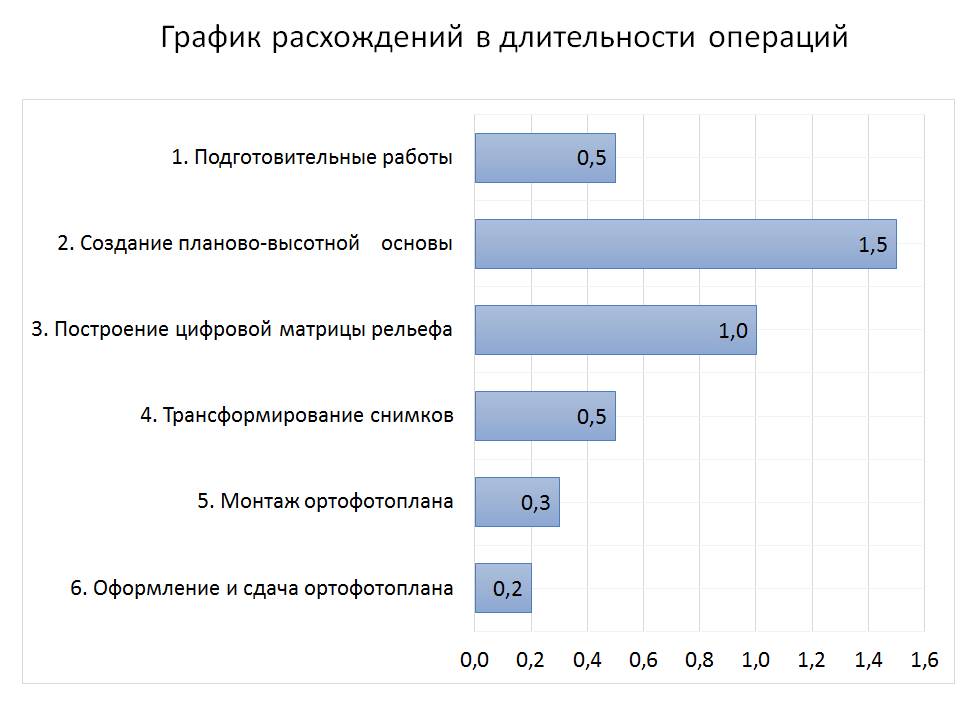 График расхождений в длительности операций
1. Подготовительные работы
0,5
2. Создание планово-высотной основы
1,5
3. Построение цифровой матрицы рельефа
1,0
4. Трансформирование снимков
0,5
5. Монтаж ортофотоплана
0,3
6. Оформление и сдача ортофотоплана
0,2
0,0 0,2 0,4 0,6 0,8 1,0 1,2 1,4 1,6